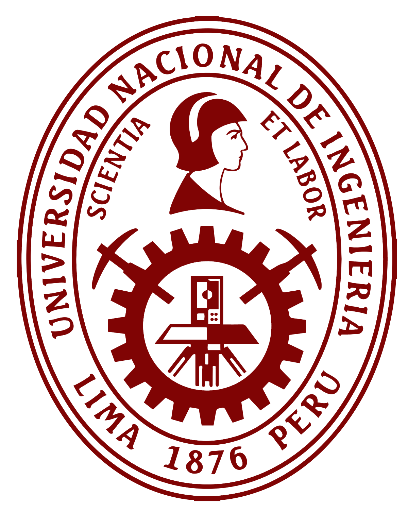 UNIVERSIDAD NACIONAL DE INGENIERIA
SCIENTIA ET LABOR
LIMA 1876 PERU